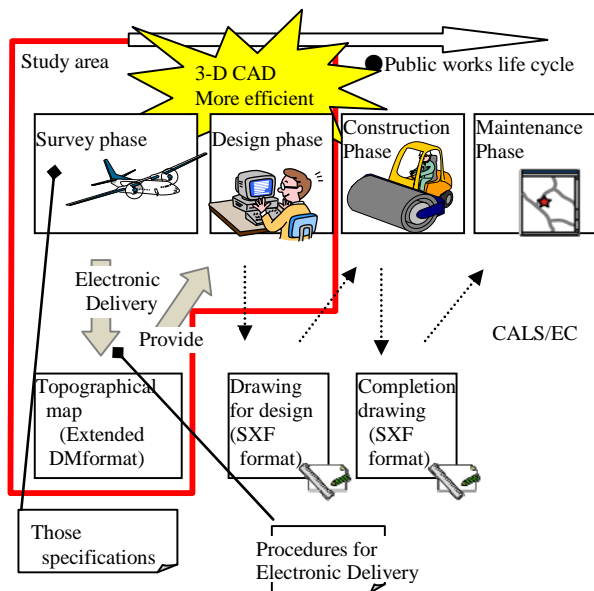 Study area
3-D CAD
More efficient
Public works life cycle
Survey phase
Design phase
Construction
Phase
Maintenance
Phase
Electronic
Delivery
Provide
CALS/EC
Topographical
map
(Extended
DMformat)
Drawing
for design
(SXF
format)
Completion
drawing
(SXF
format)
Those
specifications
Procedures for
Electronic Delivery